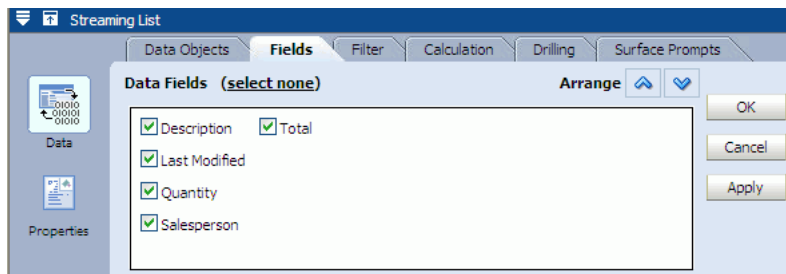 Streaming List
Data Objects Fields Filter Calculation Drilling Surface Prompts
Data Fields (select none) Arrange
OK
Description Total
Data
Cancel
Last Modified
Quantity
Apply
Salesperson
Properties